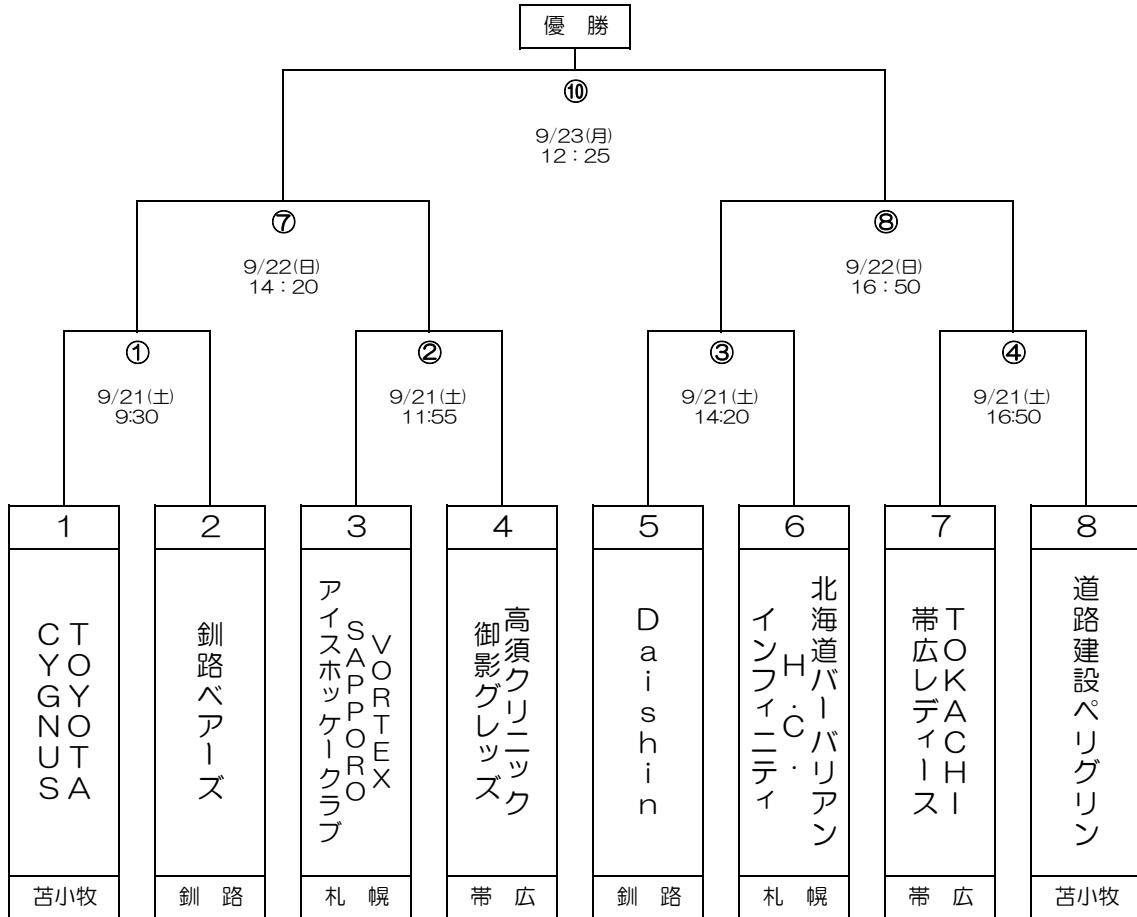 優　勝
⑩
9/23(月)
12：25
⑦
9/22(日)
14：20
⑧
9/22(日)
16：50
①
9/21(土)
9:30
②
9/21(土)
11:55
③
9/21(土)
14:20
④
9/21(土)
16:50
1
TOYOTA
CYGNUS
苫小牧
2
釧路ベアーズ
釧　路
3
VORTEX
SAPPORO
アイスホッケークラブ
札　幌
4
高須クリニック
御影グレッズ
帯　広
5
Daishin
釧　路
6
北海道バーバリアン
H.C.
インフィニティ
札　幌
7
TOKACHI
帯広レディース
帯　広
8
道路建設ペリグリン
苫小牧